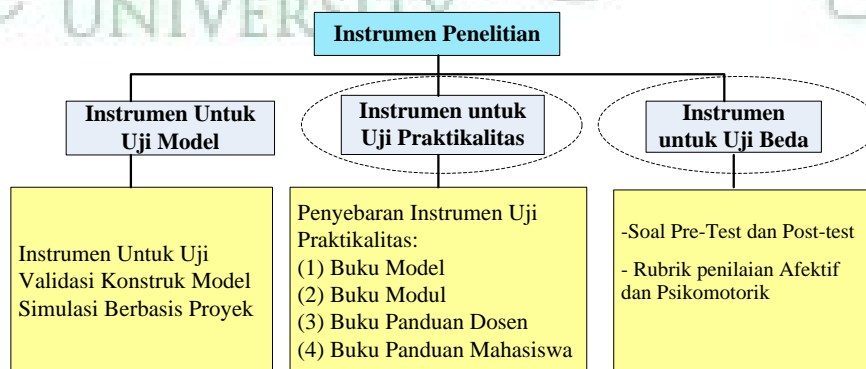 UNIVERSITY
Instrumen Penelitian
Instrumen Untuk
Uji Model
Instrumen untuk
Uji Praktikalitas
Instrumen
untuk Uji Beda
Instrumen Untuk Uji
Validasi Konstruk Model
Simulasi Berbasis Proyek
Penyebaran Instrumen Uji
Praktikalitas:
(1) Buku Model
(2) Buku Modul
(3) Buku Panduan Dosen
(4) Buku Panduan Mahasiswa
-Soal Pre-Test dan Post-test
- Rubrik penilaian Afektif
dan Psikomotorik